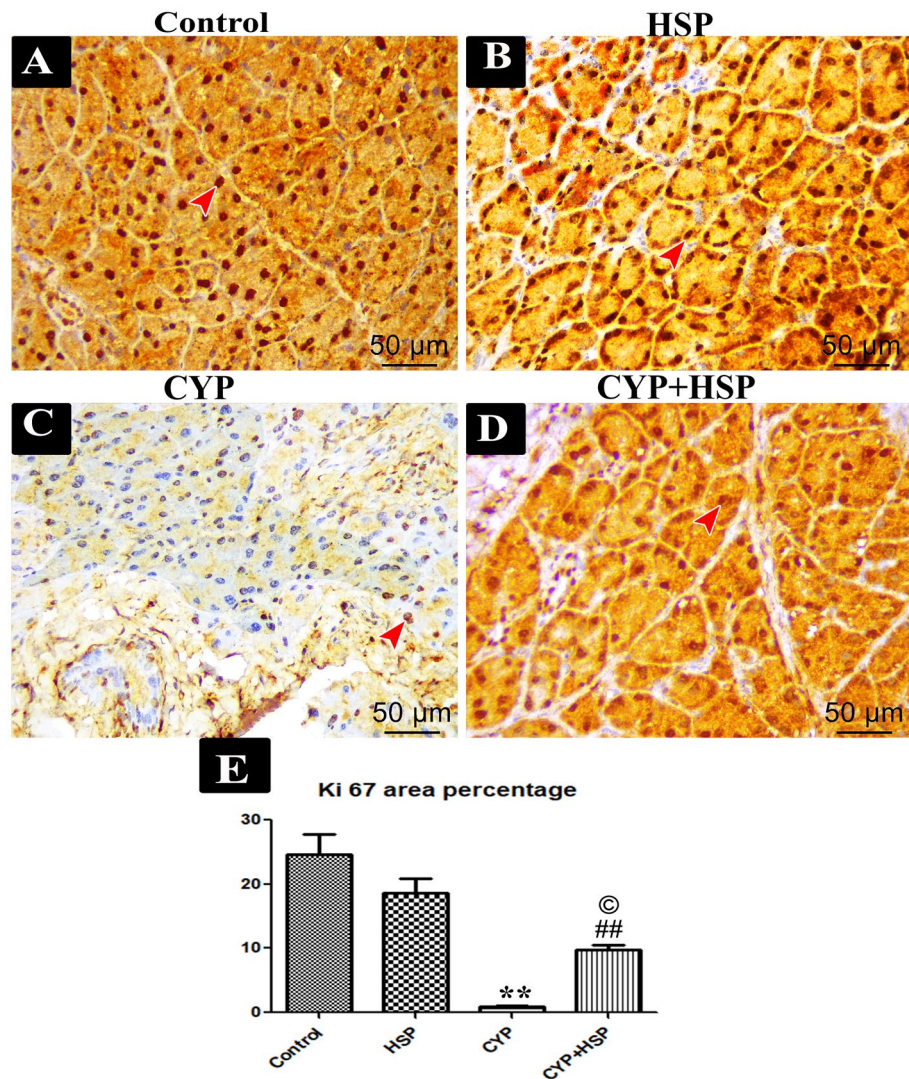 Control
HSP
A
B
50 µm
50 µm
CYP
CYP+HSP
C
D
50 µm
50 µm
E
Ki 67 area percentage
30
20
10
0
**
©
##
Control
HSP
CYP
CYP+HSP